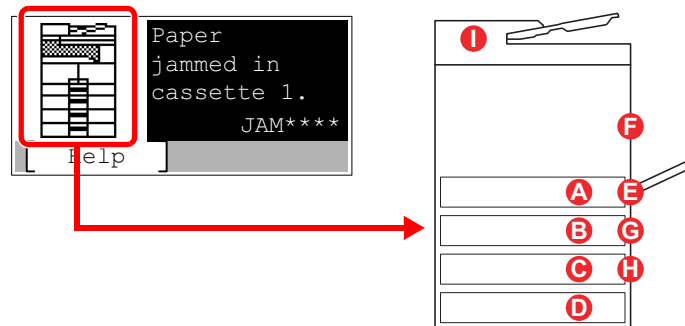 Paper
jammed in
cassette 1.
JAM****
Help
I
F
A E
B G
C H
D